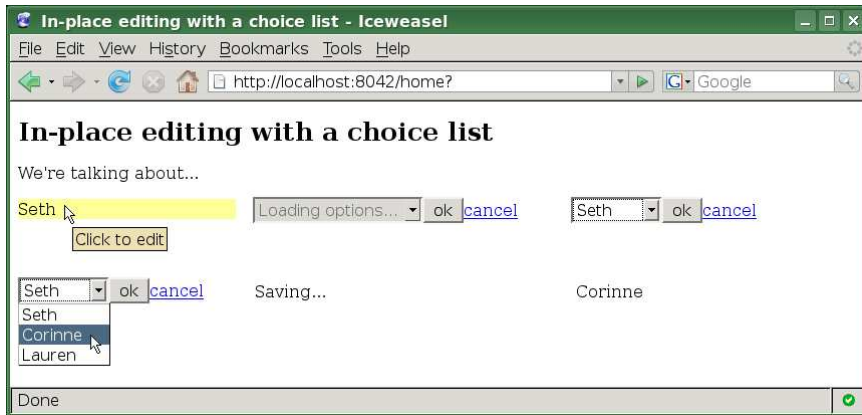 In-place editing with a choice list - Iceweasel
File Edit View History Bookmarks Tools Help
http://localhost:8042/home? G Google
In-place editing with a choice list
We're talking about...
Seth Loading options... ok cancel Seth ok cancel
Click to edit
Seth ok cancel Saving... Corinne
Seth
Corinne
Lauren
Done